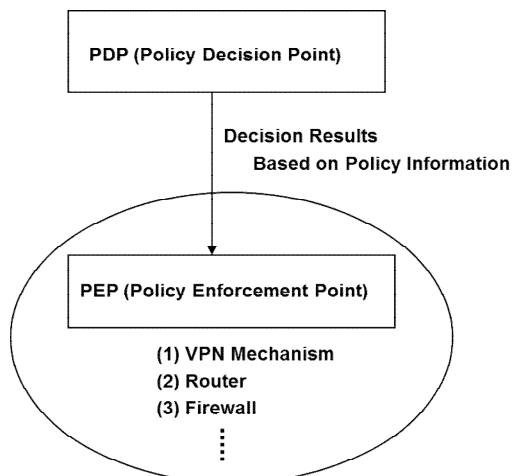 PDP (Policy Decision Point)
Decision Results
Based on Policy Information
PEP (Policy Enforcement Point)
(1) VPN Mechanism
(2) Router
(3) Firewall